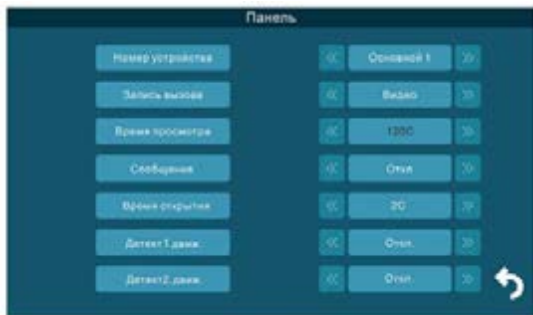 Панель
Номер устройства Основной 1
Запись вызова Видео
Время просмотра 120С
Сообщения Откл
Время открытия 2С
Детект1.движ. Откл.
Детект2.движ. Откл.